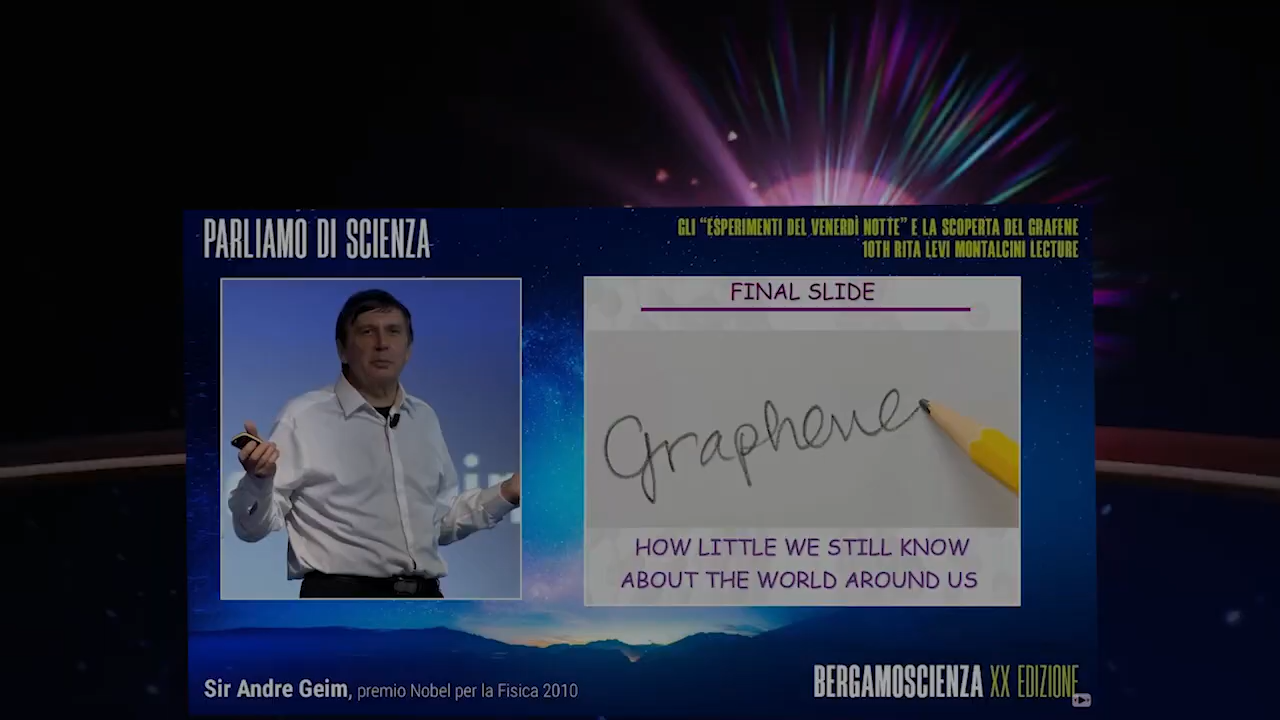 PARLIAMO DI SCIENZA
GLI “ESPERIMENTI DEL VENERDÌ NOTTE” E LA SCOPERTA DEL GRAFENE
10TH RITA LEVI MONTALCINI LECTURE
FINAL SLIDE
Graphene
HOW LITTLE WE STILL KNOW
ABOUT THE WORLD AROUND US
Sir Andre Geim, premio Nobel per la Fisica 2010
BERGAMOSCIENZA XX EDIZIONE